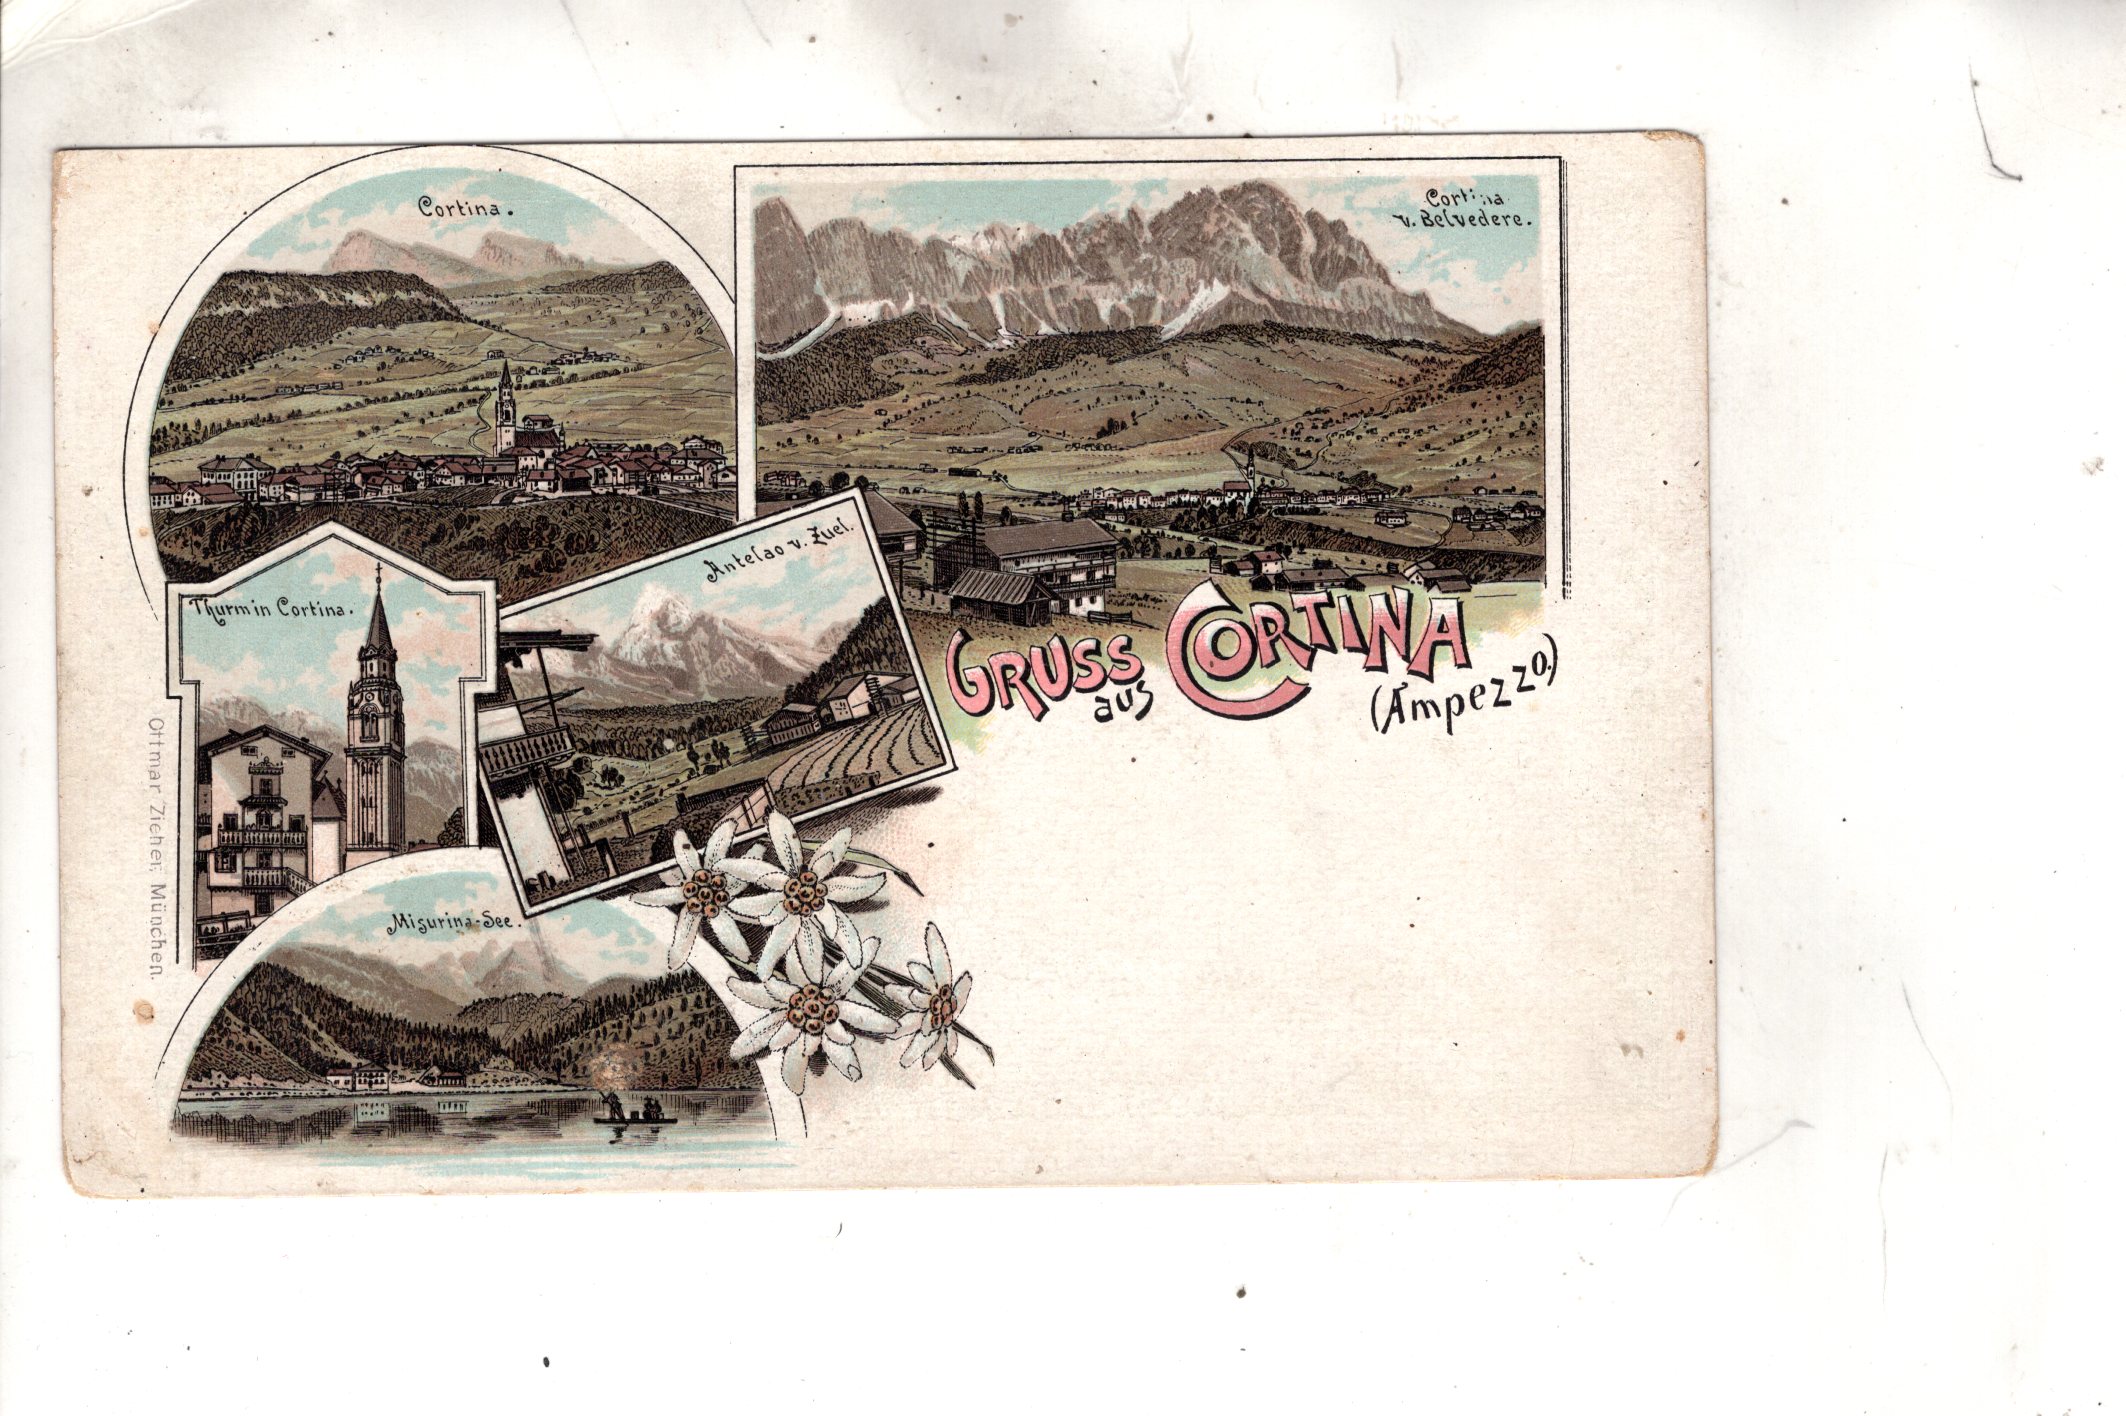 Cortina.
Cortina
v. Belvedere.
Antelao v. Zuel.
Thurm in Cortina.
GRUSS
aus
CORTINA
(Ampezzo.)
Misurina-See.
Ottmar Zieher, München.